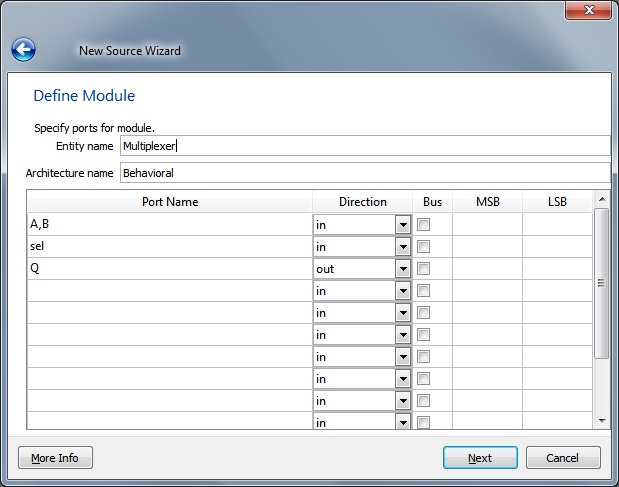 New Source Wizard
Define Module
Specify ports for module.
Entity name Multiplexer
Architecture name Behavioral
Port Name Direction Bus MSB LSB
A,B in
sel in
Q out
in
in
in
in
in
in
in
More Info Next Cancel